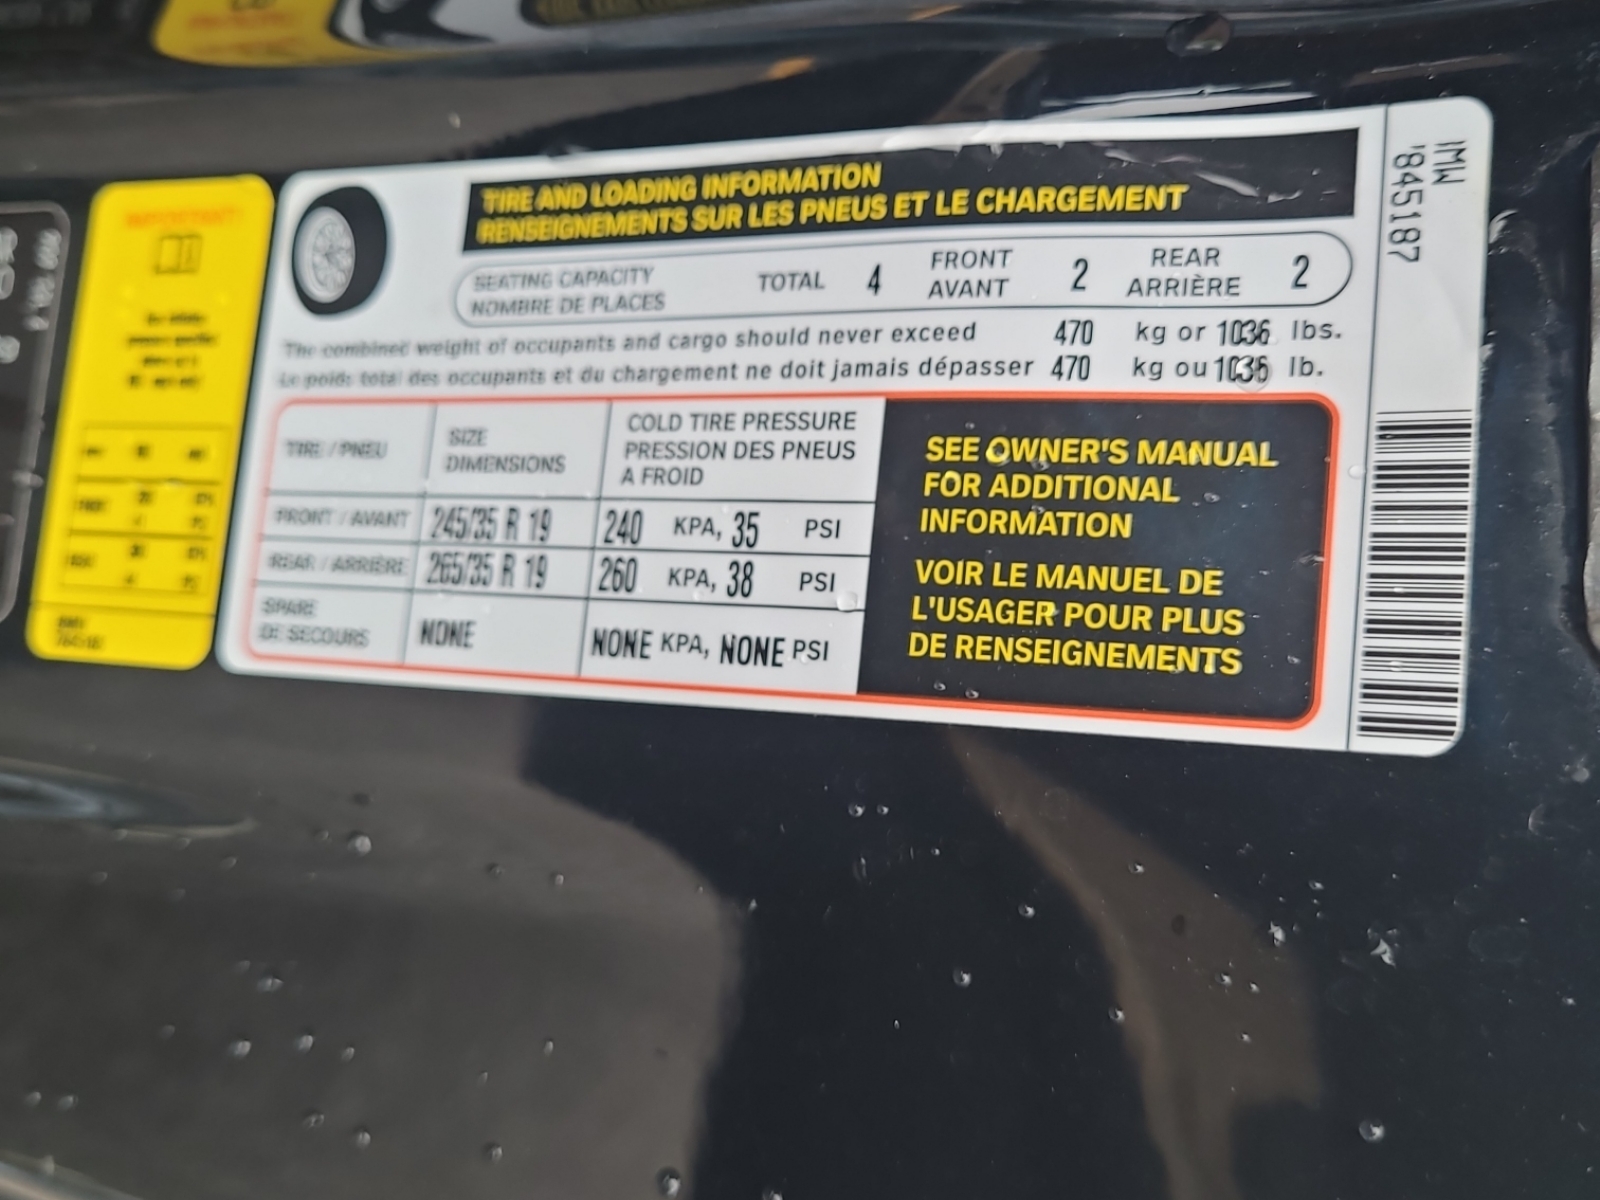 IMPORTANT!
TIRE AND LOADING INFORMATION
RENSEIGNEMENTS SUR LES PNEUS ET LE CHARGEMENT
SEATING CAPACITY
NOMBRE DE PLACES
TOTAL 4
FRONT
AVANT
2
REAR
ARRIÈRE
2
The combined weight of occupants and cargo should never exceed 470 kg or 1036 lbs.
Le poids total des occupants et du chargement ne doit jamais dépasser 470 kg ou 1036 lb.
TIRE / PNEU
SIZE
DIMENSIONS
COLD TIRE PRESSURE
PRESSION DES PNEUS
A FROID
FRONT / AVANT 245/35 R 19 240 KPA, 35 PSI
REAR / ARRIÈRE 265/35 R 19 260 KPA, 38 PSI
SPARE
DE SECOURS
NONE NONE KPA, NONE PSI
SEE OWNER'S MANUAL
FOR ADDITIONAL
INFORMATION
VOIR LE MANUEL DE
L'USAGER POUR PLUS
DE RENSEIGNEMENTS
845187